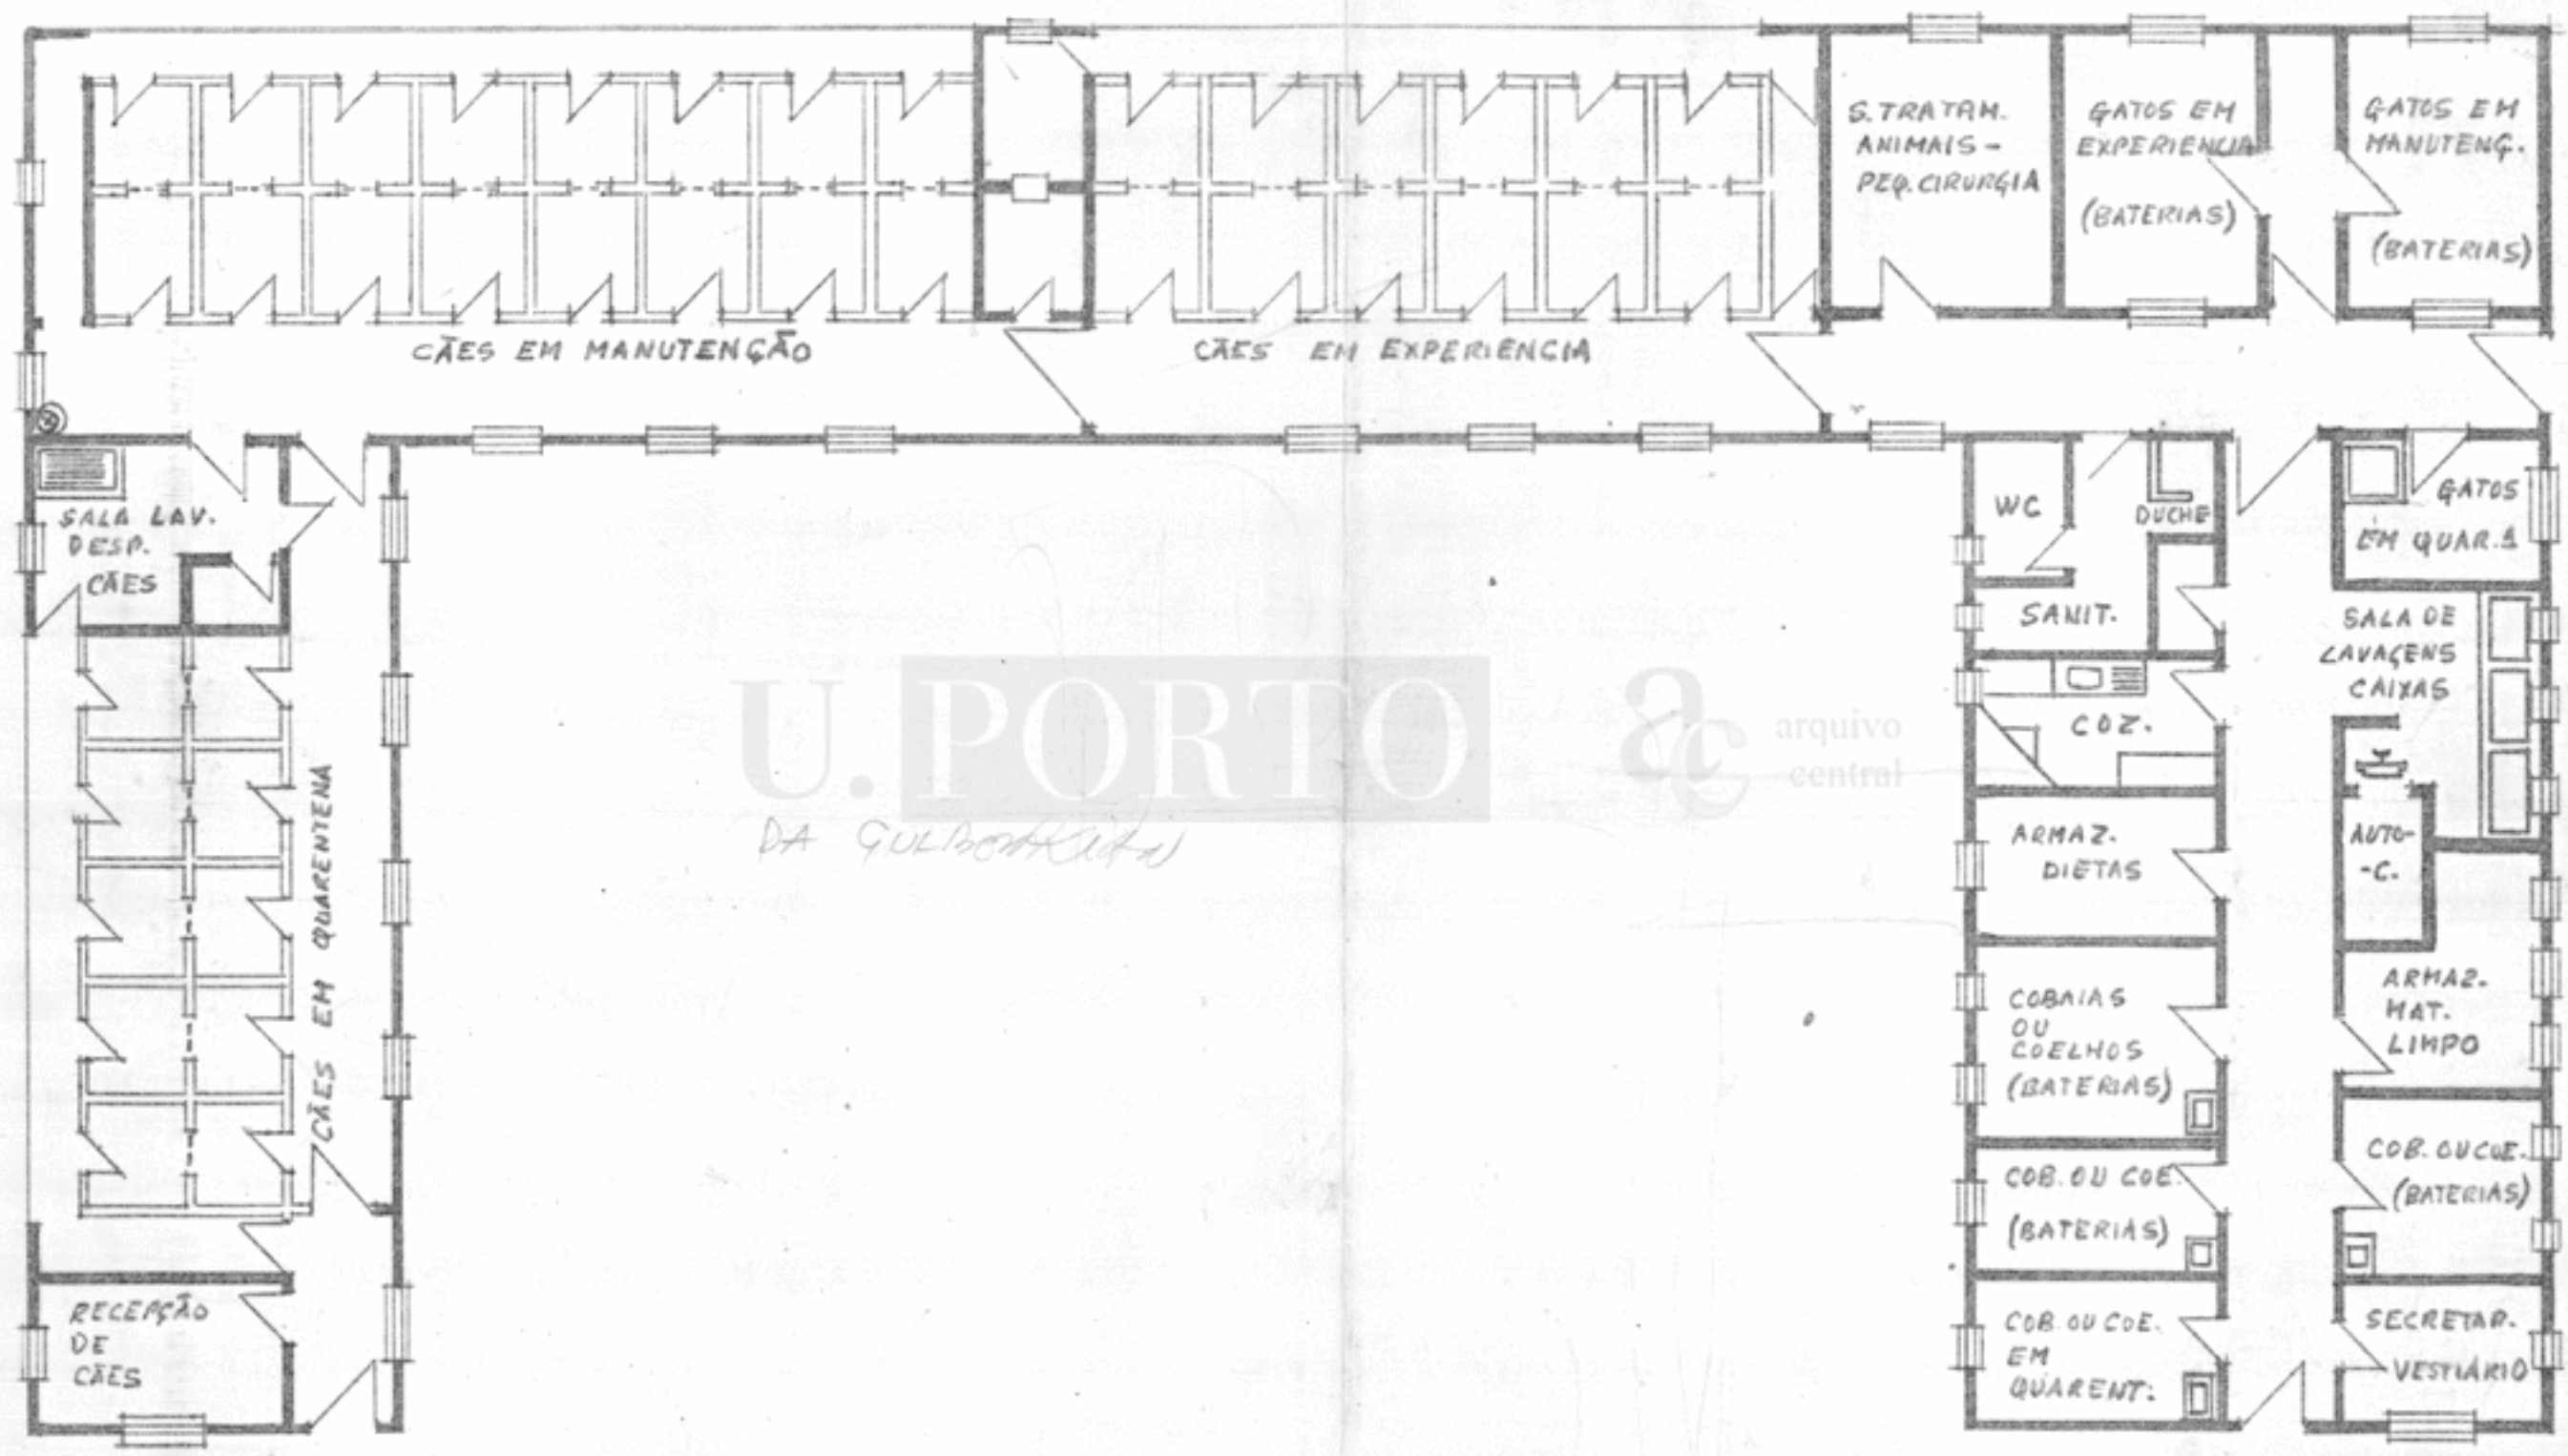 S. TRATAM.
ANIMAIS -
PEQ. CIRURGIA
GATOS EM
EXPERIENCIA
(BATERIAS)
GATOS EM
MANUTENÇ.
(BATERIAS)
CÃES EM MANUTENÇÃO
CÃES EM EXPERIENCIA
SALA LAV.
DESP.
CÃES
CÃES EM QUARENTENA
RECEPÇÃO
DE
CÃES
U. PORTO
ac arquivo
central
DA
WC
DUCHE
SANIT.
COZ.
ARMAZ.
DIETAS
COBAIAS
OU
COELHOS
(BATERIAS)
COB. OU COE.
(BATERIAS)
COB. OU COE.
EM
QUARENT.
GATOS
EM QUAR.
SALA DE
LAVAGENS
CAIXAS
AUTO-
-C.
ARMAZ.
MAT.
LIMPO
COB. OU COE.
(BATERIAS)
SECRETAR.
VESTIÁRIO